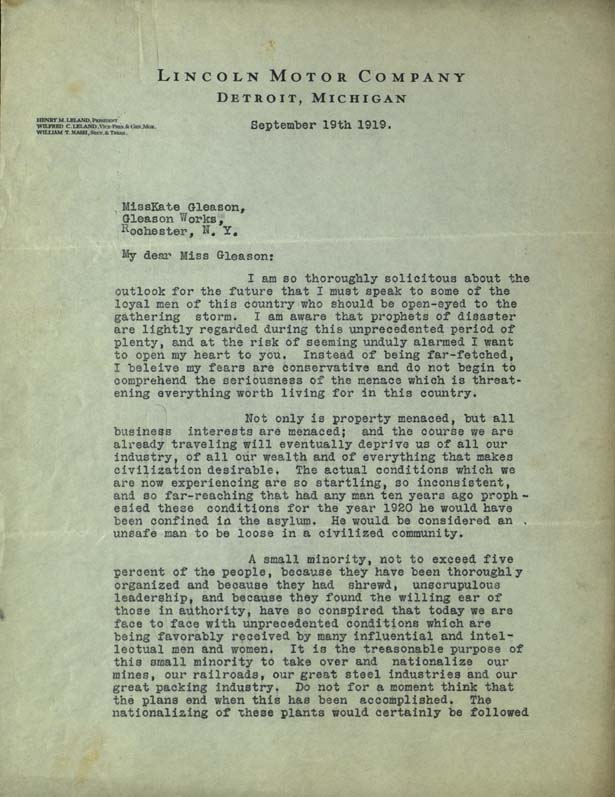 LINCOLN MOTOR COMPANY
DETROIT, MICHIGAN
HENRY M. LELAND, PRESIDENT
WILFRED C. LELAND, VICE-PRES & GEN. MGR.
WILLIAM T. NASH, SECY. & TREAS.
September 19th 1919.
MissKate Gleason,
Gleason Works,
Rochester, N. Y.
My dear Miss Gleason:
I am so thoroughly solicitous about the
outlook for the future that I must speak to some of the
loyal men of this country who should be open-eyed to the
gathering storm. I am aware that prophets of disaster
are lightly regarded during this unprecedented period of
plenty, and at the risk of seeming unduly alarmed I want
to open my heart to you. Instead of being far-fetched,
I beleive my fears are conservative and do not begin to
comprehend the seriousness of the menace which is threat-
ening everything worth living for in this country.
Not only is property menaced, but all
business interests are menaced; and the course we are
already traveling will eventually deprive us of all our
industry, of all our wealth and of everything that makes
civilization desirable. The actual conditions which we
are now experiencing are so startling, so inconsistent,
and so far-reaching that had any man ten years ago proph-
esied these conditions for the year 1920 he would have
been confined in the asylum. He would be considered an
unsafe man to be loose in a civilized community.
A small minority, not to exceed five
percent of the people, because they have been thoroughly
organized and because they had shrewd, unscrupulous
leadership, and because they found the willing ear of
those in authority, have so conspired that today we are
face to face with unprecedented conditions which are
being favorably received by many influential and intel-
lectual men and women. It is the treasonable purpose of
this small minority to take over and nationalize our
mines, our railroads, our great steel industries and our
great packing industry. Do not for a moment think that
the plans end when this has been accomplished. The
nationalizing of these plants would certainly be followed